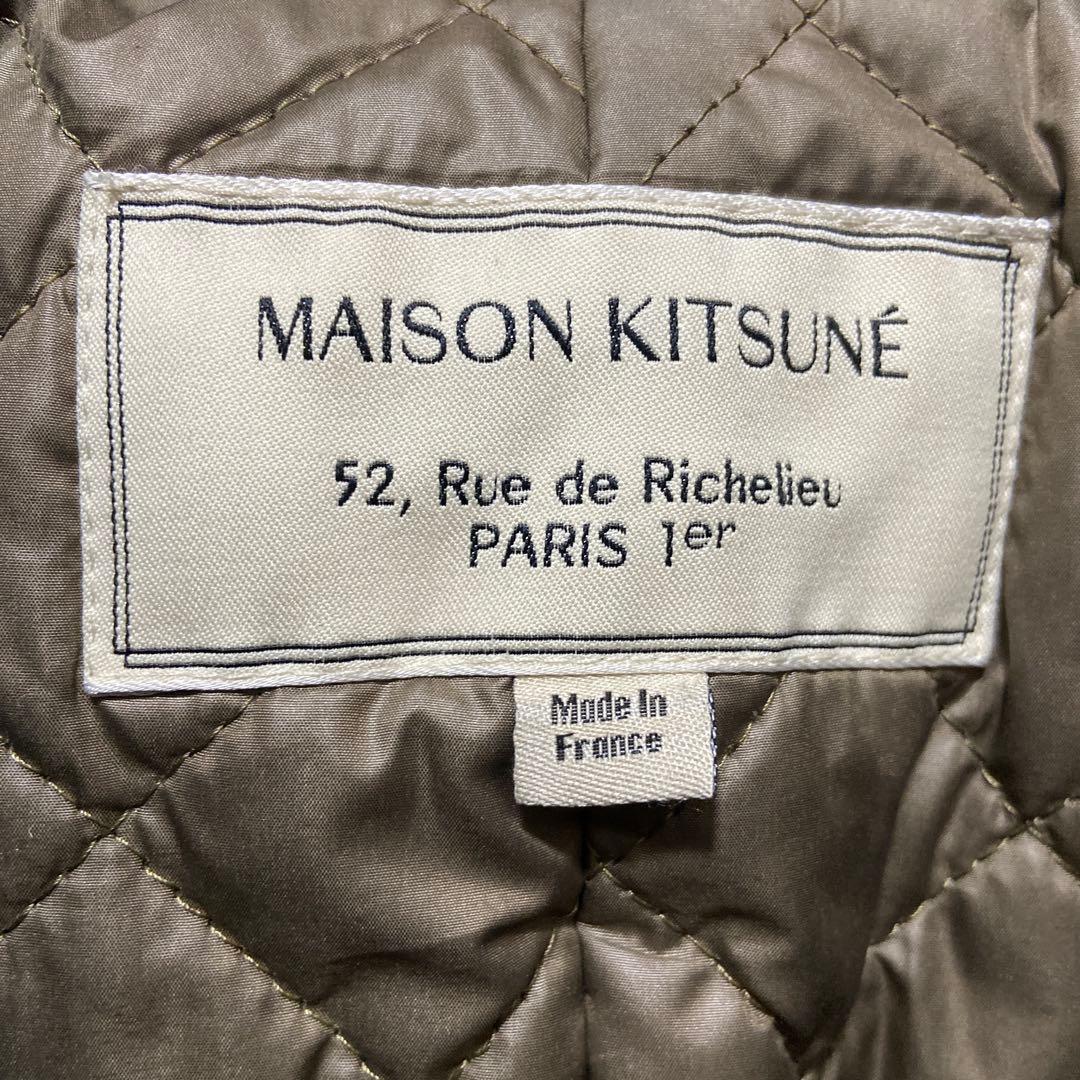 MAISON KITSUNÉ
52, Rue de Richelieu
PARIS 1er
Made In
France